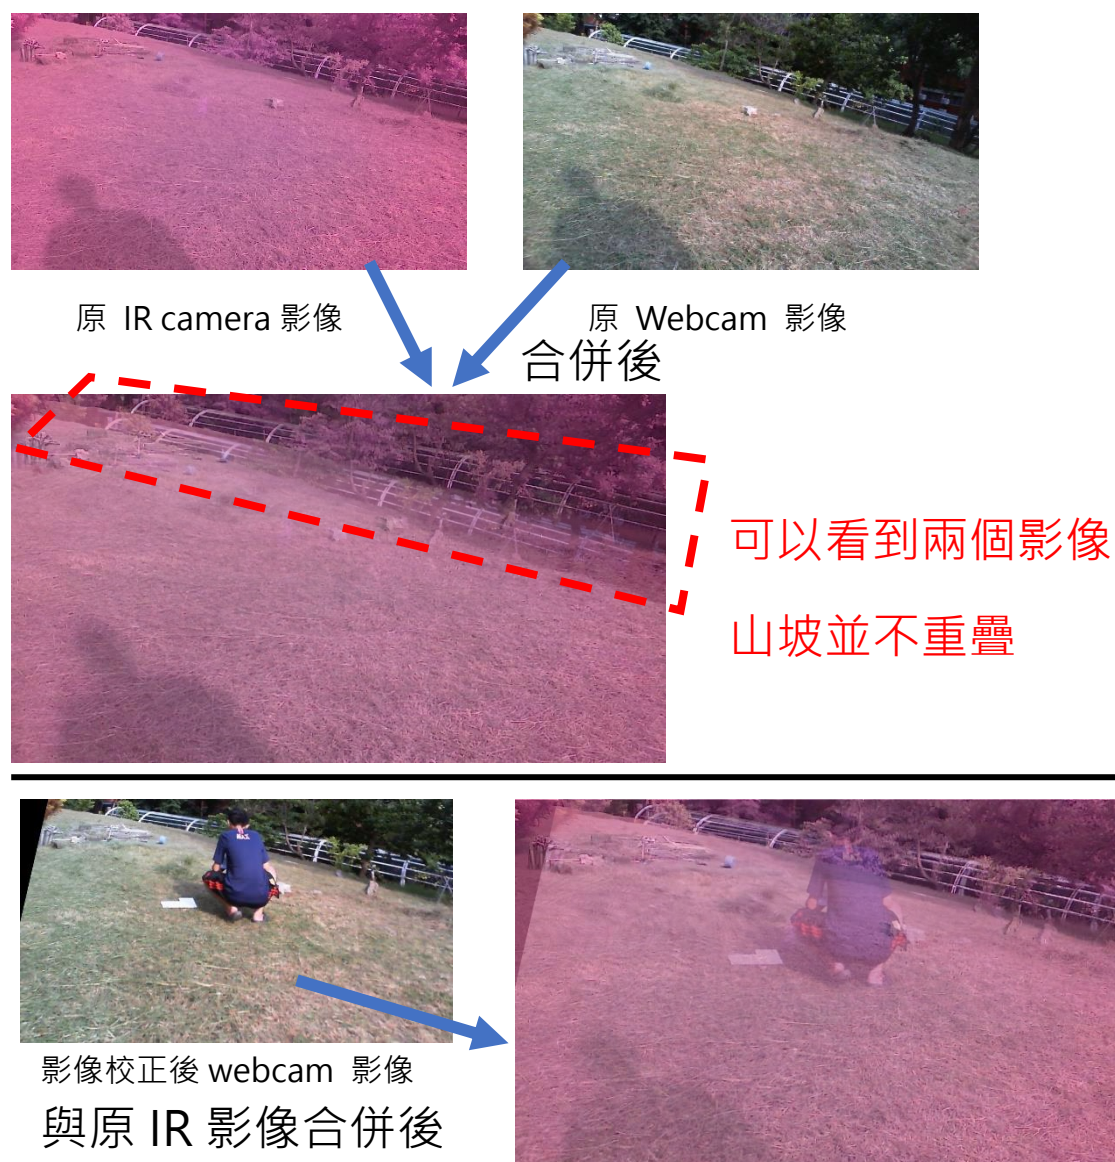 原 IR camera 影像
原 Webcam 影像
合併後
可以看到兩個影像
山坡並不重疊
影像校正後 webcam 影像
與原 IR 影像合併後